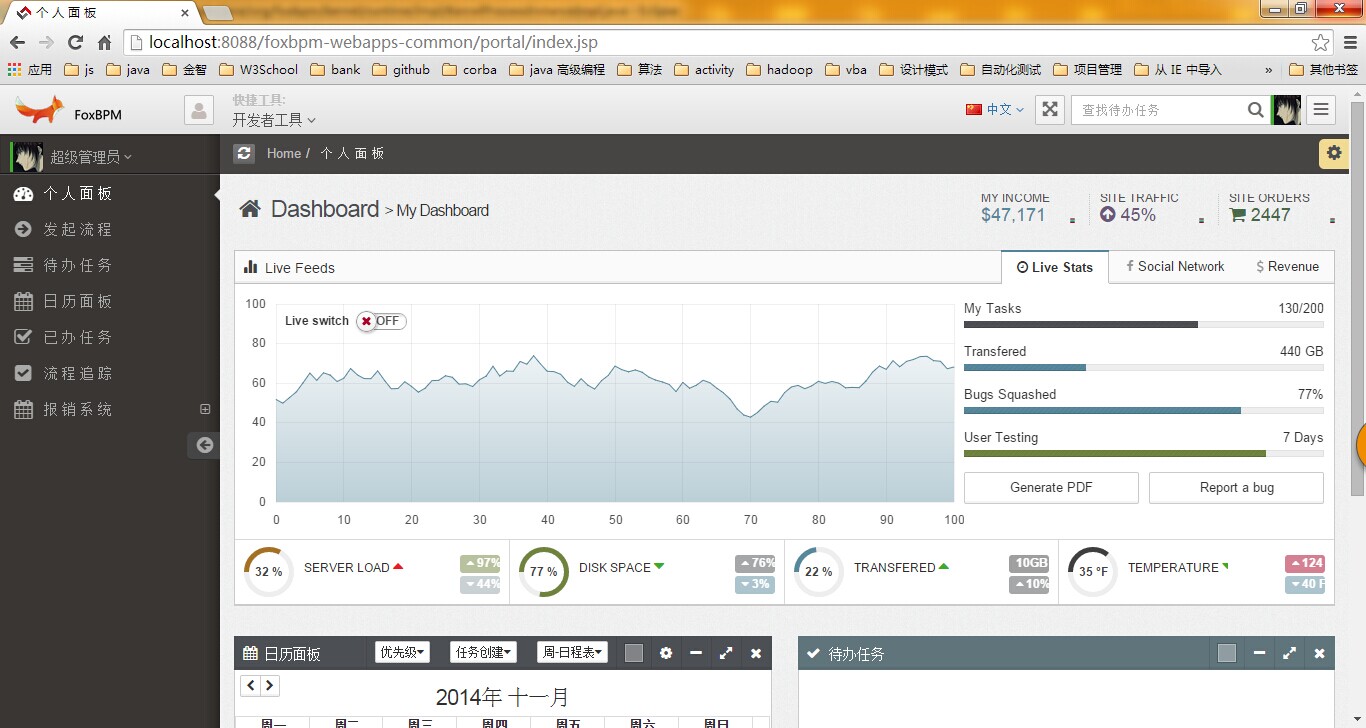 个人面板
localhost:8088/foxbpm-webapps-common/portal/index.jsp
应用 js java 金智 W3School bank github corba java 高级编程 算法 activity hadoop vba 设计模式 自动化测试 项目管理 从 IE 中导入 » 其他书签
FoxBPM
快捷工具:
开发者工具
中文
查找待办任务
超级管理员
Home / 个人面板
个人面板
发起流程
待办任务
日历面板
已办任务
流程追踪
报销系统
Dashboard > My Dashboard
MY INCOME
$47,171
SITE TRAFFIC
45%
SITE ORDERS
2447
Live Feeds
Live Stats
Social Network
$ Revenue
Live switch
OFF
100
80
60
40
20
0
0 10 20 30 40 50 60 70 80 90 100
My Tasks 130/200
Transfered 440 GB
Bugs Squashed 77%
User Testing 7 Days
Generate PDF
Report a bug
32 % SERVER LOAD 97% 44%
77 % DISK SPACE 76% 3%
22 % TRANSFERED 10GB 10%
35 °F TEMPERATURE 124 40 F
日历面板 优先级 任务创建 周-日程表
待办任务
2014年 十一月
周一 周二 周三 周四 周五 周六 周日